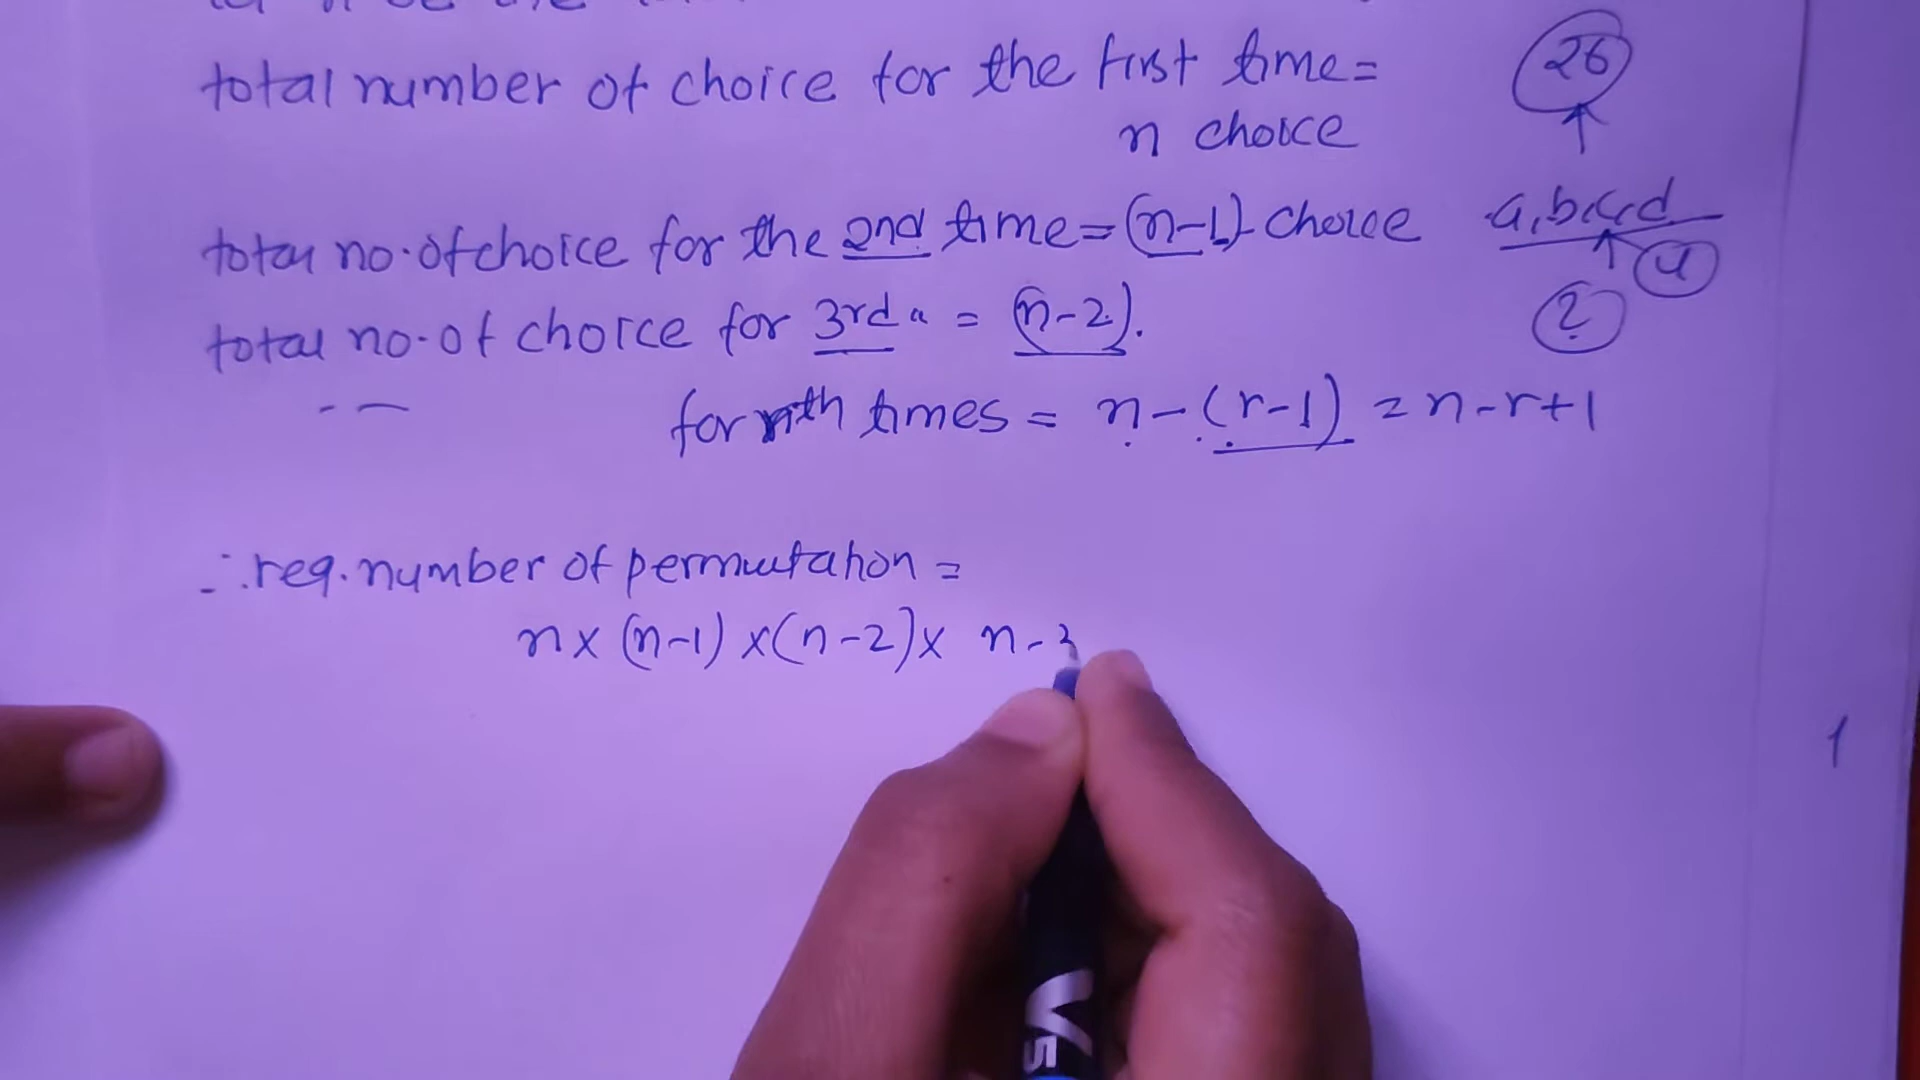 total number of choice for the first time =
n choice
26
total no. of choice for the 2nd time = (n-1) choice
a, b, c, d
4
total no. of choice for 3rd " = (n-2).
?
for rth times = n - (r-1) = n-r+1
∴ req. number of permutation =
n x (n-1) x (n-2) x n-3
1
V5